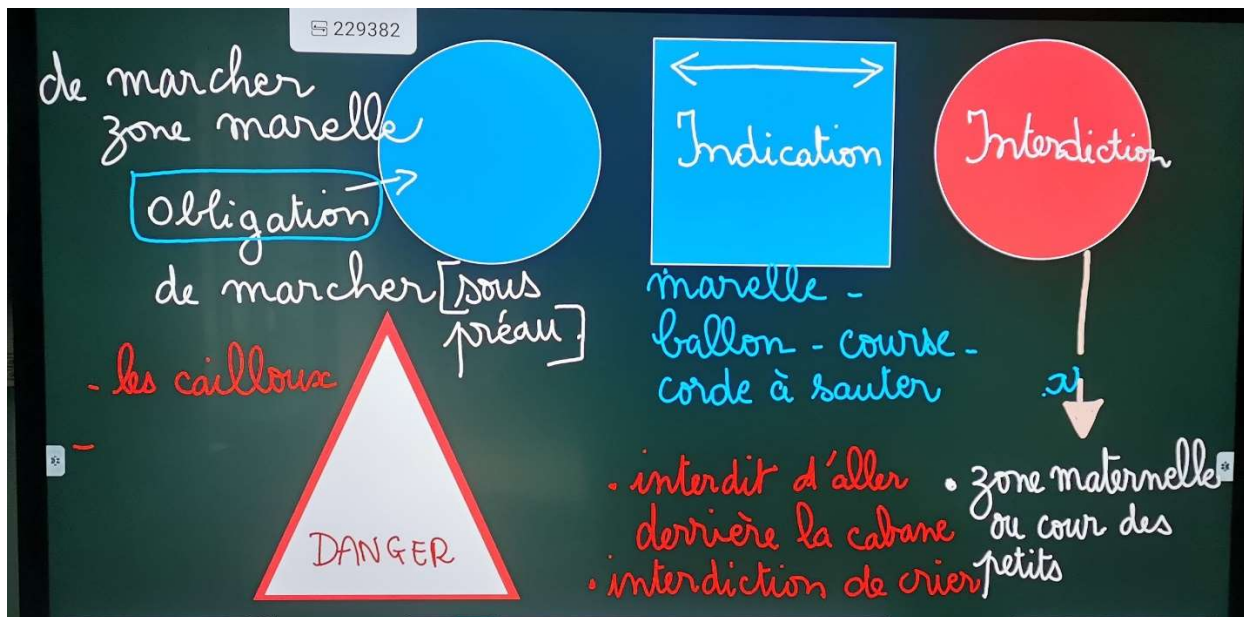 229382
de marcher
zone marelle
Obligation
de marcher [sous
préau]
Indication
marelle -
ballon - course -
corde à sauter
Interdiction
x
- les cailloux
-
DANGER
. interdit d'aller
derrière la cabane
. interdiction de crier
. zone maternelle
ou cour des
petits